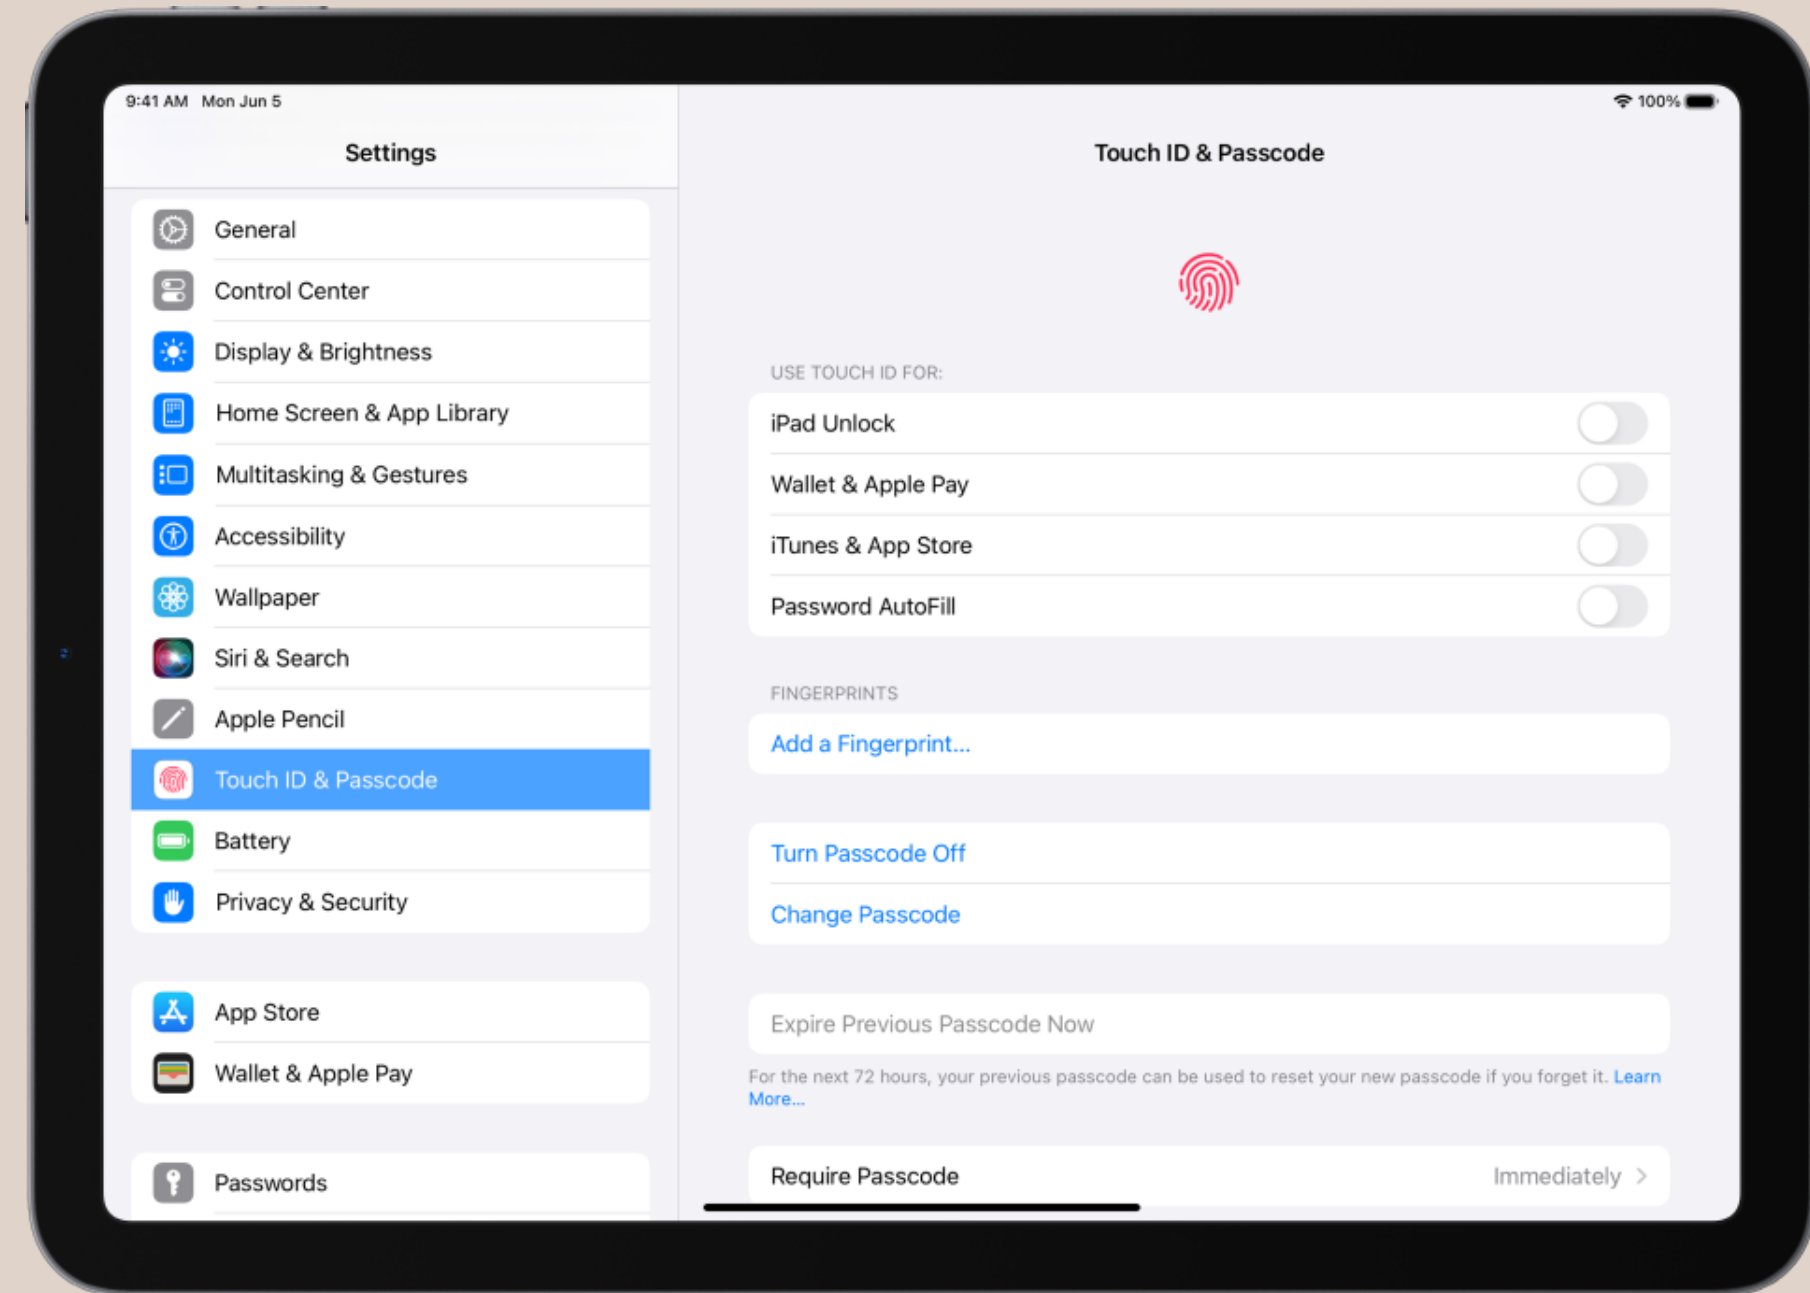 9:41 AM Mon Jun 5
100%
Settings
General
Control Center
Display & Brightness
Home Screen & App Library
Multitasking & Gestures
Accessibility
Wallpaper
Siri & Search
Apple Pencil
Touch ID & Passcode
Battery
Privacy & Security
App Store
Wallet & Apple Pay
Passwords
Touch ID & Passcode
USE TOUCH ID FOR:
iPad Unlock
Wallet & Apple Pay
iTunes & App Store
Password AutoFill
FINGERPRINTS
Add a Fingerprint...
Turn Passcode Off
Change Passcode
Expire Previous Passcode Now
For the next 72 hours, your previous passcode can be used to reset your new passcode if you forget it. Learn
More...
Require Passcode Immediately